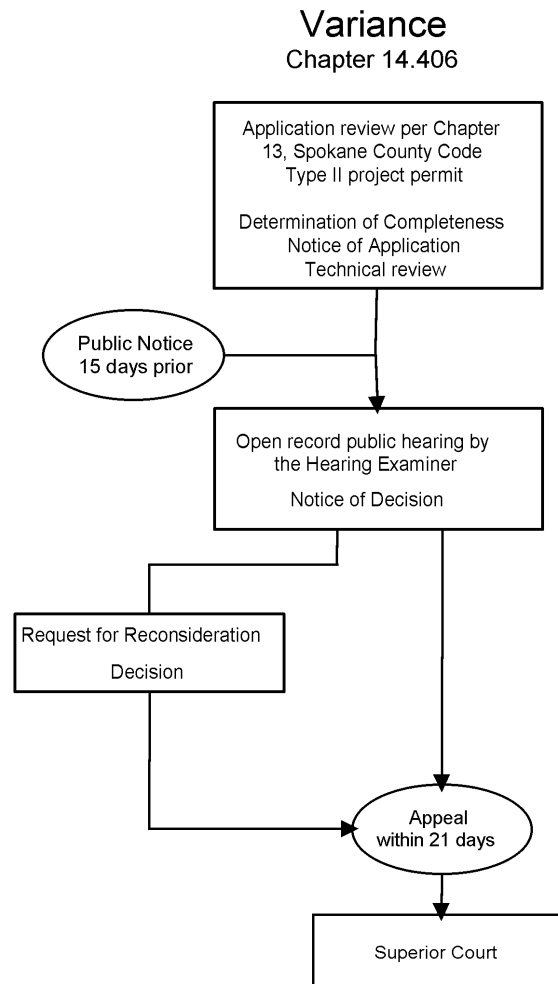 Variance
Chapter 14.406
Application review per Chapter
13, Spokane County Code
Type II project permit
Determination of Completeness
Notice of Application
Technical review
Public Notice
15 days prior
Open record public hearing by
the Hearing Examiner
Notice of Decision
Request for Reconsideration
Decision
Appeal
within 21 days
Superior Court